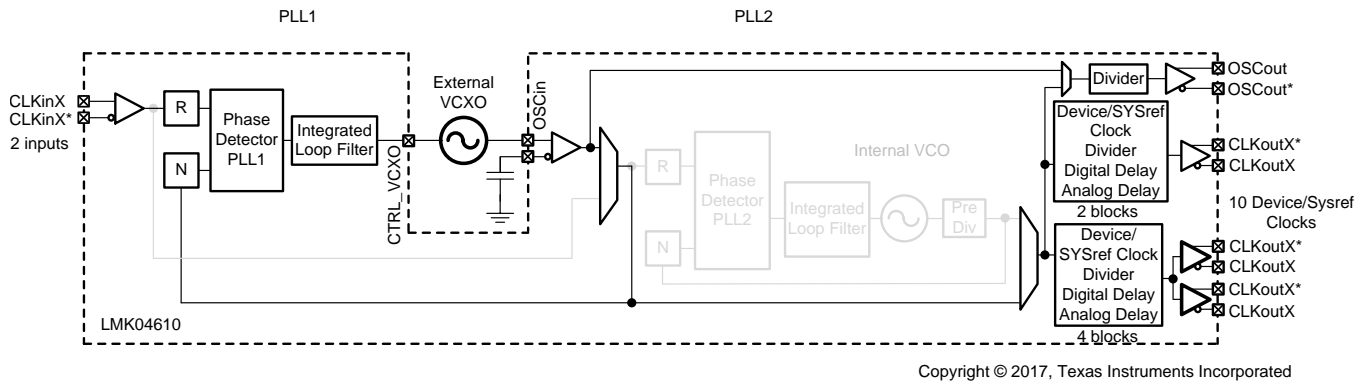 PLL1
PLL2
CLKinX
CLKinX*
2 inputs
R
N
Phase
Detector
PLL1
Integrated
Loop Filter
CTRL_VCXO
External
VCXO
OSCin
R
N
Phase
Detector
PLL2
Internal VCO
Integrated
Loop Filter
Pre
Div
Divider
OSCout
OSCout*
Device/SYSref
Clock
Divider
Digital Delay
Analog Delay
2 blocks
CLKoutX*
CLKoutX
10 Device/Sysref
Clocks
Device/
SYSref Clock
Divider
Digital Delay
Analog Delay
4 blocks
CLKoutX*
CLKoutX
CLKoutX*
CLKoutX
LMK04610
Copyright © 2017, Texas Instruments Incorporated